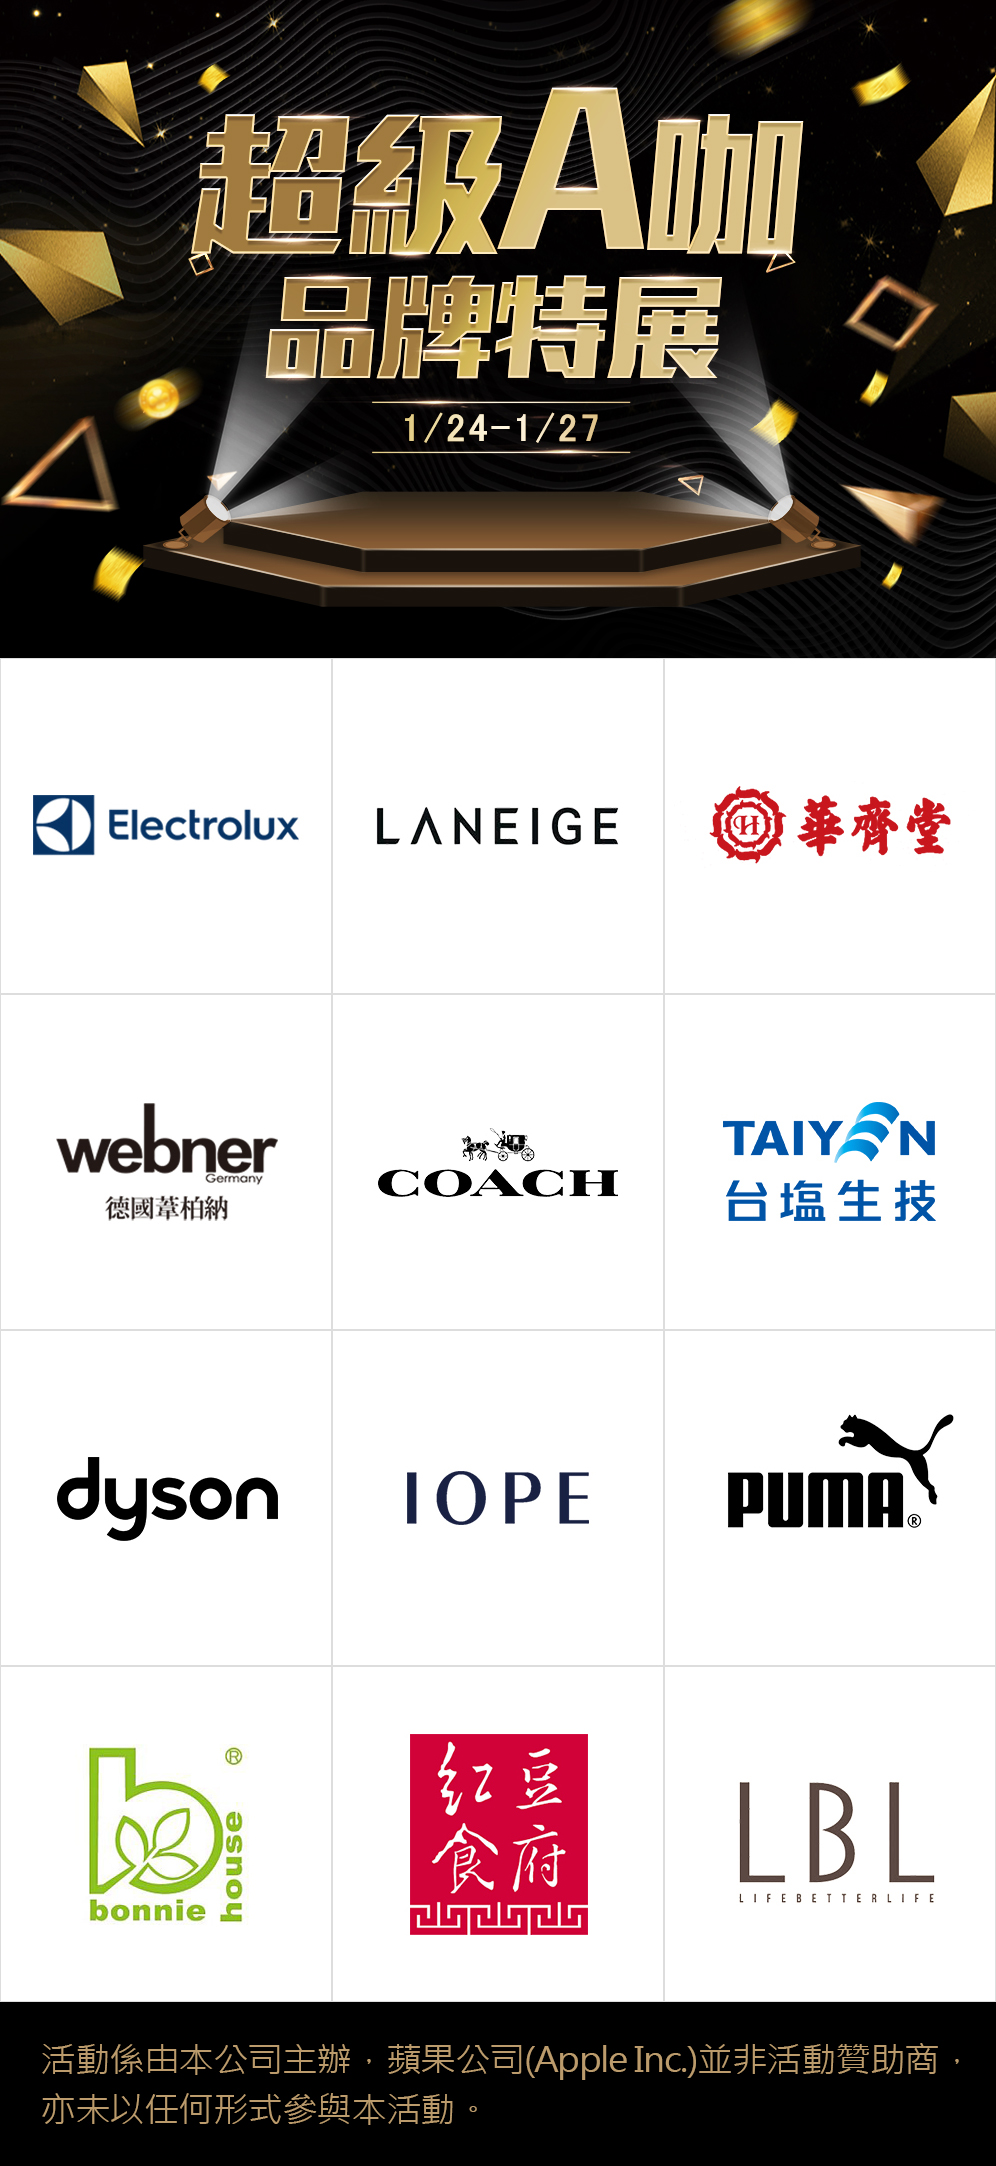 超級A咖
品牌特展
1/24-1/27
Electrolux
LANEIGE
華齊堂
webner
Germany
德國葦柏納
COACH
TAIYEN
台塩生技
dyson
IOPE
PUMA®
b®
bonnie house
紅豆
食府
LBL
LIFEBETTERLIFE
活動係由本公司主辦，蘋果公司(Apple Inc.)並非活動贊助商，
亦未以任何形式參與本活動。